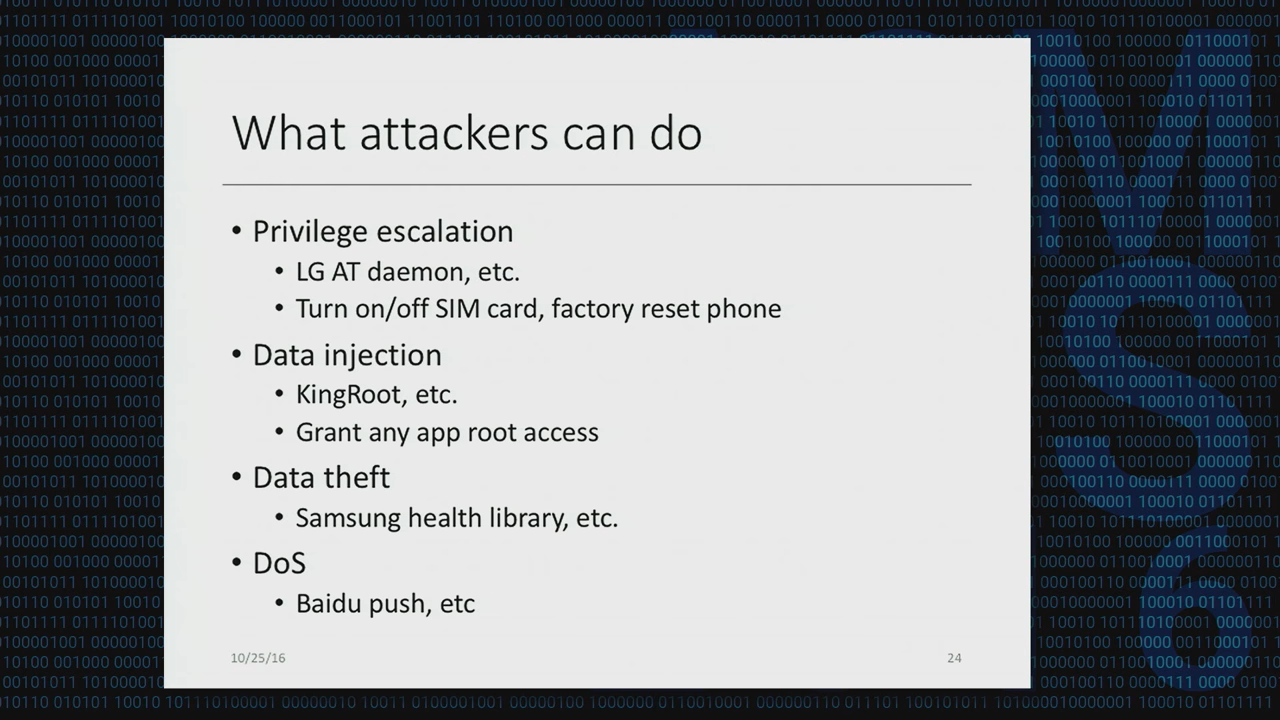 What attackers can do
• Privilege escalation
• LG AT daemon, etc.
• Turn on/off SIM card, factory reset phone
• Data injection
• KingRoot, etc.
• Grant any app root access
• Data theft
• Samsung health library, etc.
• DoS
• Baidu push, etc
10/25/16
24